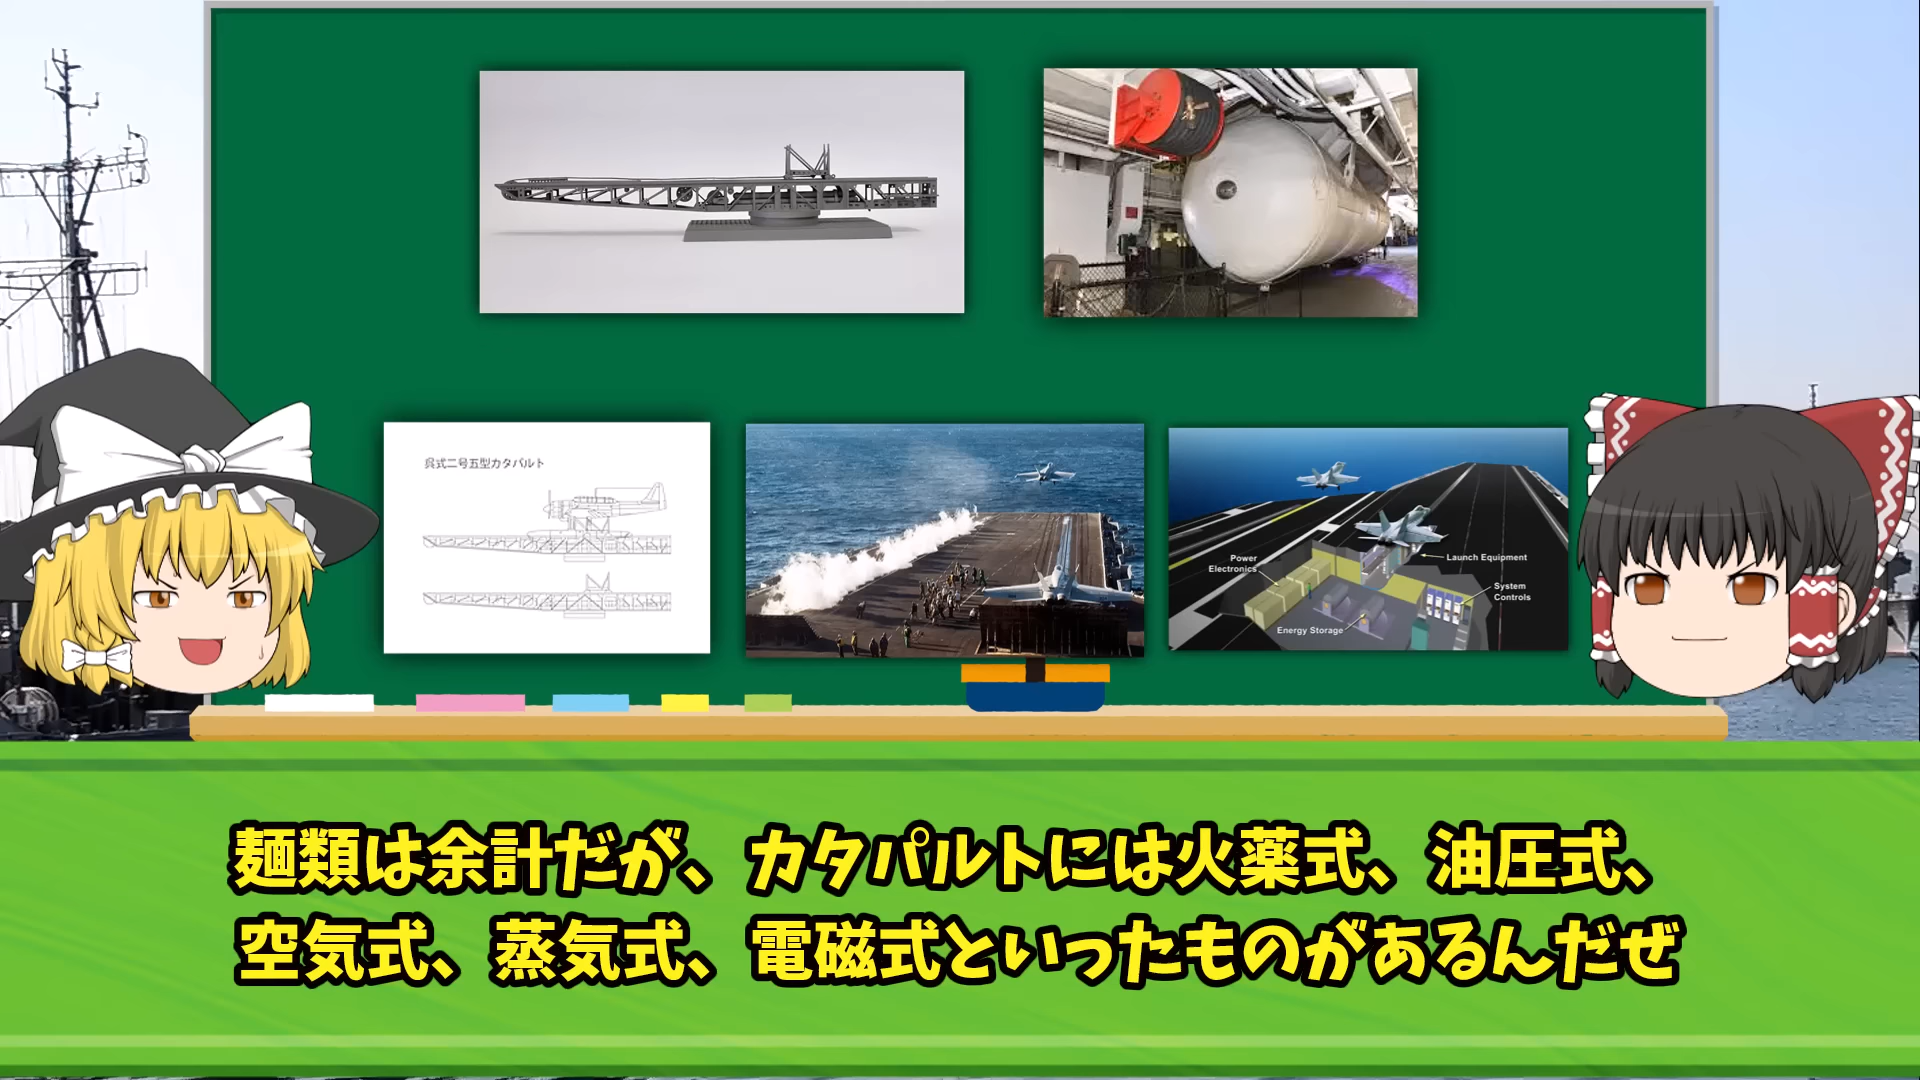 呉式二号五型カタパルト
Power
Electronics
Launch Equipment
System
Controls
Energy Storage
麺類は余計だが、カタパルトには火薬式、油圧式、
空気式、蒸気式、電磁式といったものがあるんだぜ